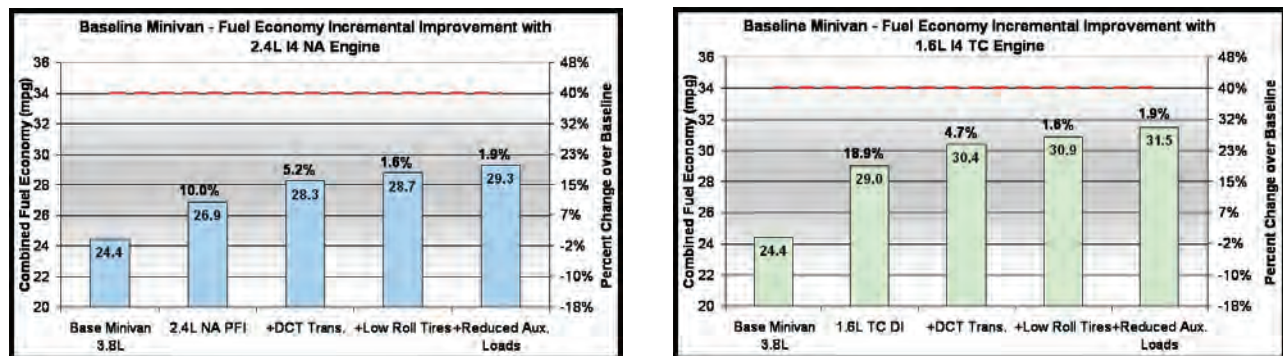 Baseline Minivan - Fuel Economy Incremental Improvement with
2.4L I4 NA Engine
Combined Fuel Economy (mpg)
36
34
32
30
28
26
24
22
20
48%
40%
32%
23%
15%
7%
-2%
-10%
-18%
Percent Change over Baseline
24.4
10.0%
26.9
5.2%
28.3
1.6%
28.7
1.9%
29.3
Base Minivan
3.8L
2.4L NA PFI
+DCT Trans.
+Low Roll Tires
+Reduced Aux.
Loads
Baseline Minivan - Fuel Economy Incremental Improvement with
1.6L I4 TC Engine
Combined Fuel Economy (mpg)
36
34
32
30
28
26
24
22
20
48%
40%
32%
23%
15%
7%
-2%
-10%
-18%
Percent Change over Baseline
24.4
18.9%
29.0
4.7%
30.4
1.6%
30.9
1.9%
31.5
Base Minivan
3.8L
1.6L TC DI
+DCT Trans.
+Low Roll Tires
+Reduced Aux.
Loads